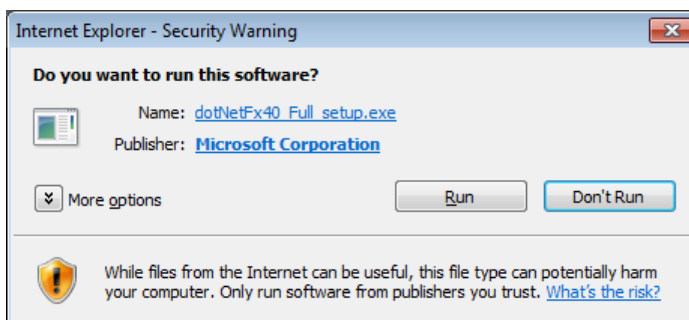 Internet Explorer - Security Warning
Do you want to run this software?
Name: dotNetFx40_Full_setup.exe
Publisher: Microsoft Corporation
More options
Run
Don't Run
While files from the Internet can be useful, this file type can potentially harm
your computer. Only run software from publishers you trust. What's the risk?